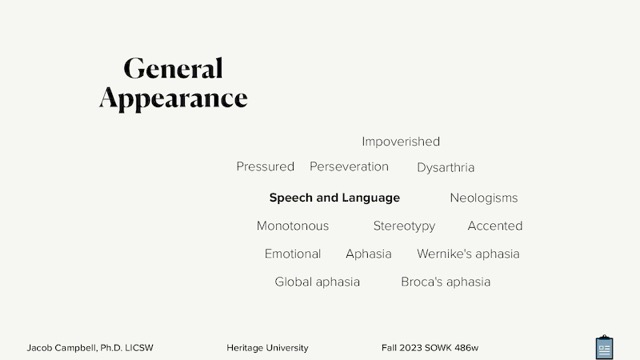 General
Appearance
Impoverished
Pressured Perseveration Dysarthria
Speech and Language Neologisms
Monotonous Stereotypy Accented
Emotional Aphasia Wernike's aphasia
Global aphasia Broca's aphasia
Jacob Campbell, Ph.D. LICSW Heritage University Fall 2023 SOWK 486w